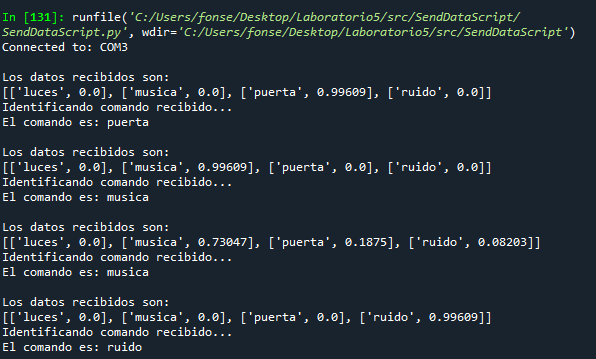 In [131]: runfile('C:/Users/fonse/Desktop/Laboratorio5/src/SendDataScript/
SendDataScript.py', wdir='C:/Users/fonse/Desktop/Laboratorio5/src/SendDataScript')
Connected to: COM3
Los datos recibidos son:
[['luces', 0.0], ['musica', 0.0], ['puerta', 0.99609], ['ruido', 0.0]]
Identificando comando recibido...
El comando es: puerta
Los datos recibidos son:
[['luces', 0.0], ['musica', 0.99609], ['puerta', 0.0], ['ruido', 0.0]]
Identificando comando recibido...
El comando es: musica
Los datos recibidos son:
[['luces', 0.0], ['musica', 0.73047], ['puerta', 0.1875], ['ruido', 0.08203]]
Identificando comando recibido...
El comando es: musica
Los datos recibidos son:
[['luces', 0.0], ['musica', 0.0], ['puerta', 0.0], ['ruido', 0.99609]]
Identificando comando recibido...
El comando es: ruido